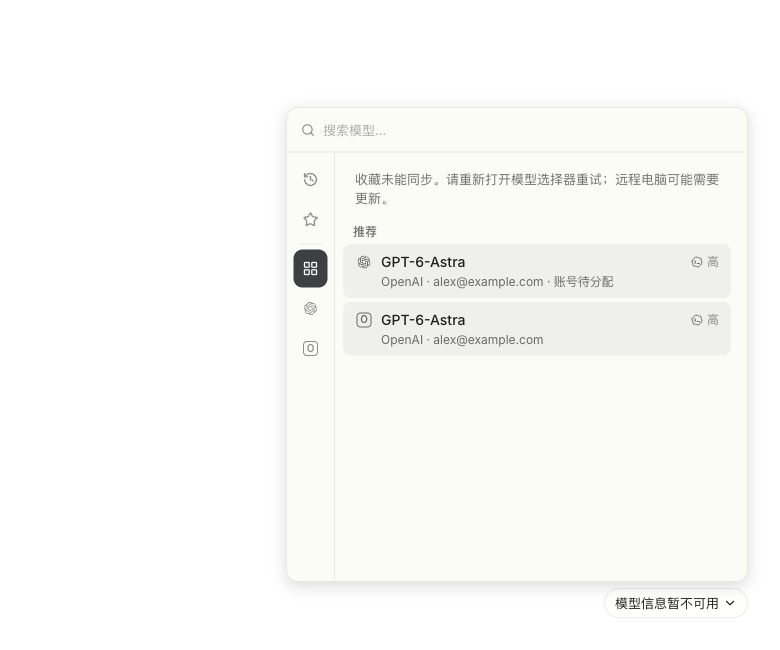 搜索模型...
收藏未能同步。请重新打开模型选择器重试；远程电脑可能需要
更新。
推荐
GPT-6-Astra
高
OpenAI · alex@example.com · 账号待分配
O
GPT-6-Astra
高
OpenAI · alex@example.com
O
模型信息暂不可用